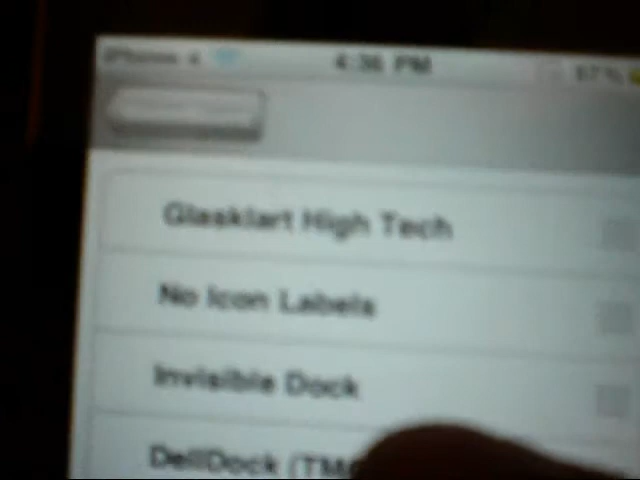 4:36 PM
Glasklart High Tech
No Icon Labels
Invisible Dock
DellDock